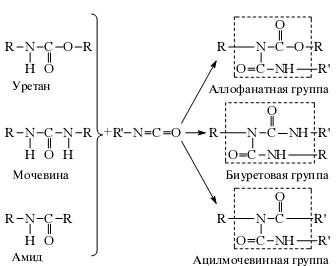 R–N–C–O–R
H O
Уретан
R–N–C–N–R
H O H
Мочевина
R–N–C–R
H O
Амид
+R'–N=C=O
O
R–N–C–O–R
O=C–NH–R'
Аллофанатная группа
O
R–N–C–NH–R'
O=C–NH–R
Биуретовая группа
O
R–N–C–R'
O=C–NH–R'
Ацилмочевинная группа